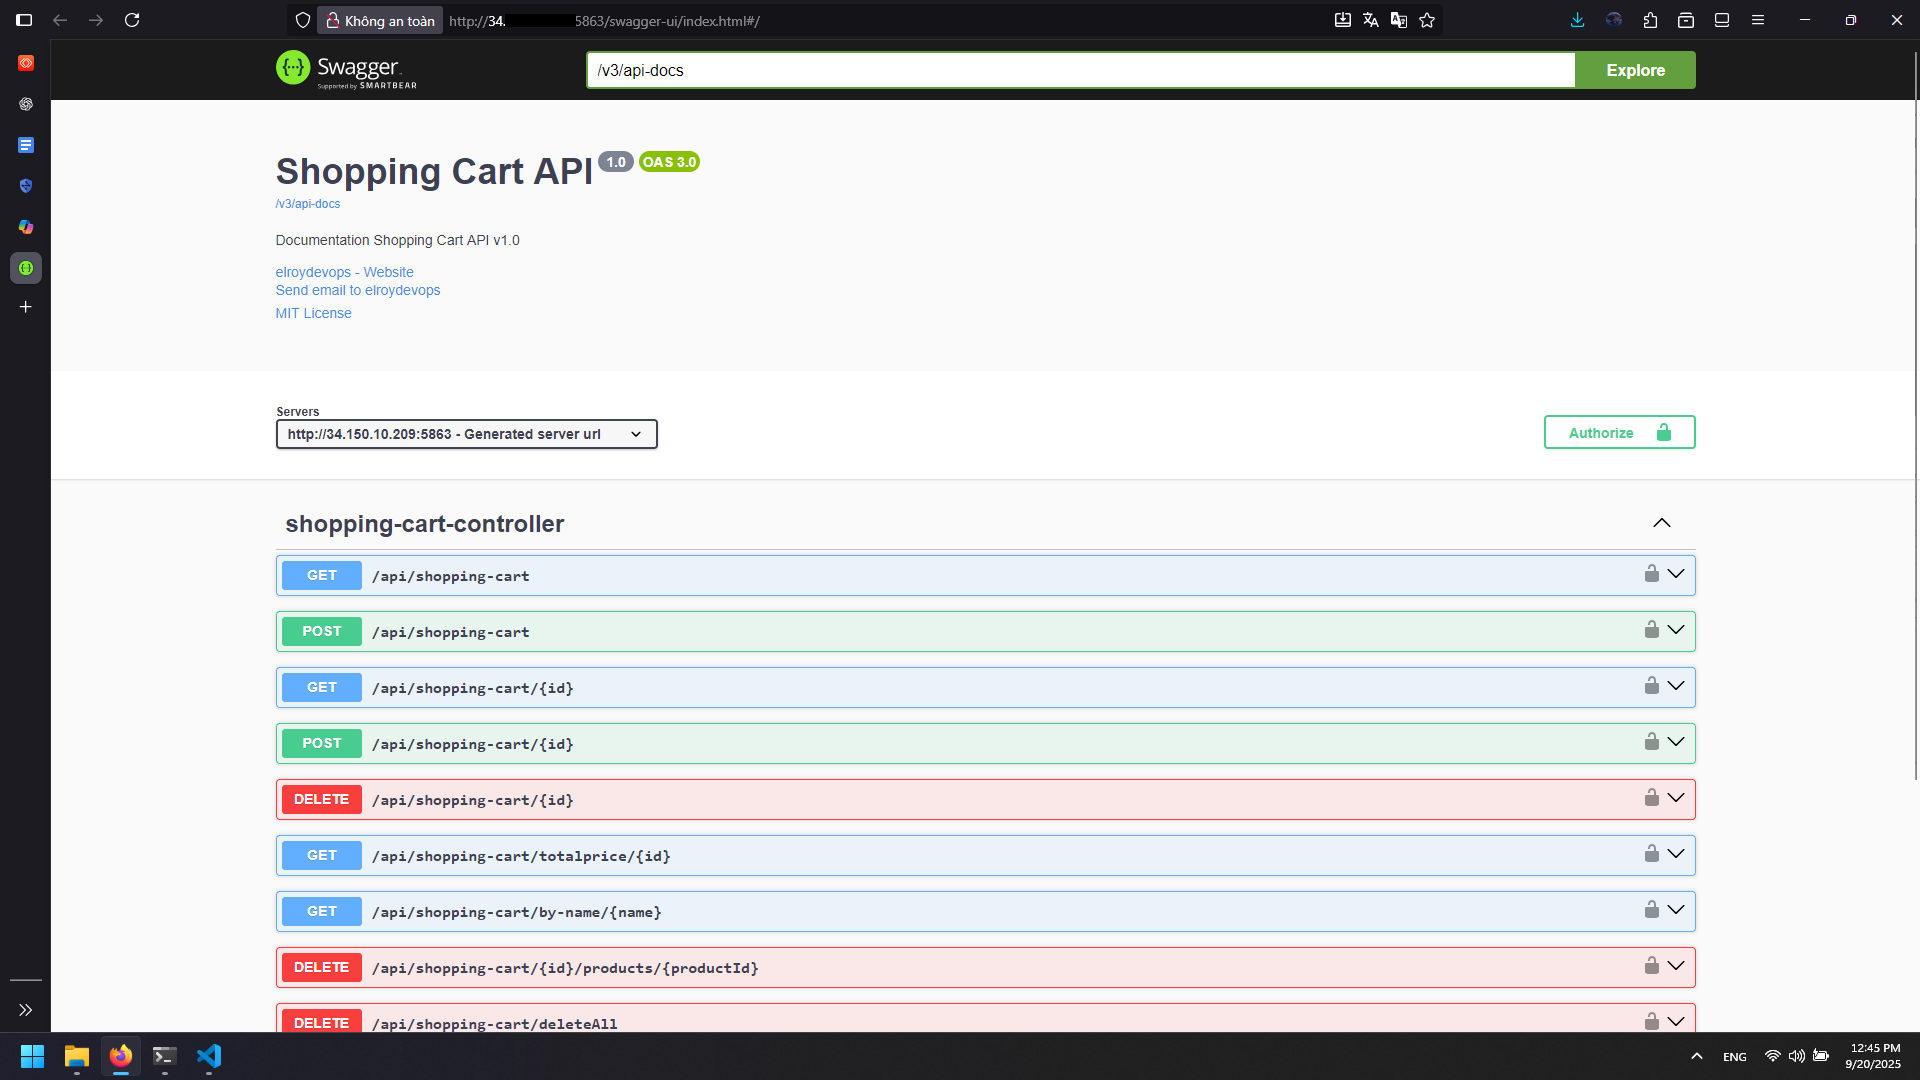 Không an toàn http://34. 5863/swagger-ui/index.html#/
Swagger
Supported by SMARTBEAR
/v3/api-docs
Explore
Shopping Cart API 1.0 OAS 3.0
/v3/api-docs
Documentation Shopping Cart API v1.0
elroydevops - Website
Send email to elroydevops
MIT License
Servers
http://34.150.10.209:5863 - Generated server url
Authorize
shopping-cart-controller
GET /api/shopping-cart
POST /api/shopping-cart
GET /api/shopping-cart/{id}
POST /api/shopping-cart/{id}
DELETE /api/shopping-cart/{id}
GET /api/shopping-cart/totalprice/{id}
GET /api/shopping-cart/by-name/{name}
DELETE /api/shopping-cart/{id}/products/{productId}
DELETE /api/shopping-cart/deleteAll
ENG
12:45 PM
9/20/2025